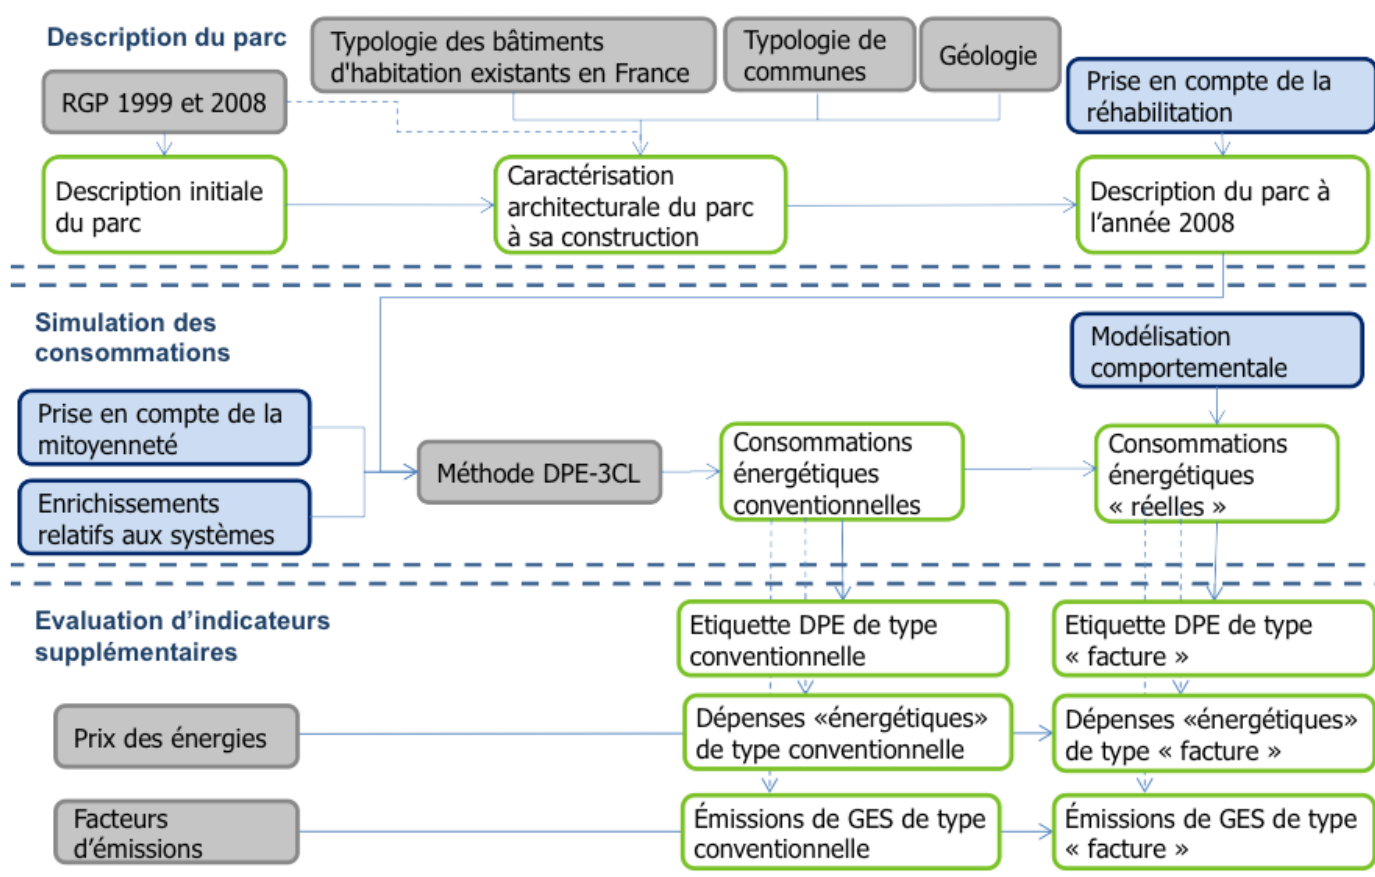 Description du parc
Typologie des bâtiments
d'habitation existants en France
Typologie de
communes
Géologie
RGP 1999 et 2008
Prise en compte de la
réhabilitation
Description initiale
du parc
Caractérisation
architecturale du parc
à sa construction
Description du parc à
l’année 2008
Simulation des
consommations
Modélisation
comportementale
Prise en compte de la
mitoyenneté
Enrichissements
relatifs aux systèmes
Méthode DPE-3CL
Consommations
énergétiques
conventionnelles
Consommations
énergétiques
« réelles »
Evaluation d’indicateurs
supplémentaires
Etiquette DPE de type
conventionnelle
Etiquette DPE de type
« facture »
Prix des énergies
Dépenses «énergétiques»
de type conventionnelle
Dépenses «énergétiques»
de type « facture »
Facteurs
d’émissions
Émissions de GES de type
conventionnelle
Émissions de GES de type
« facture »